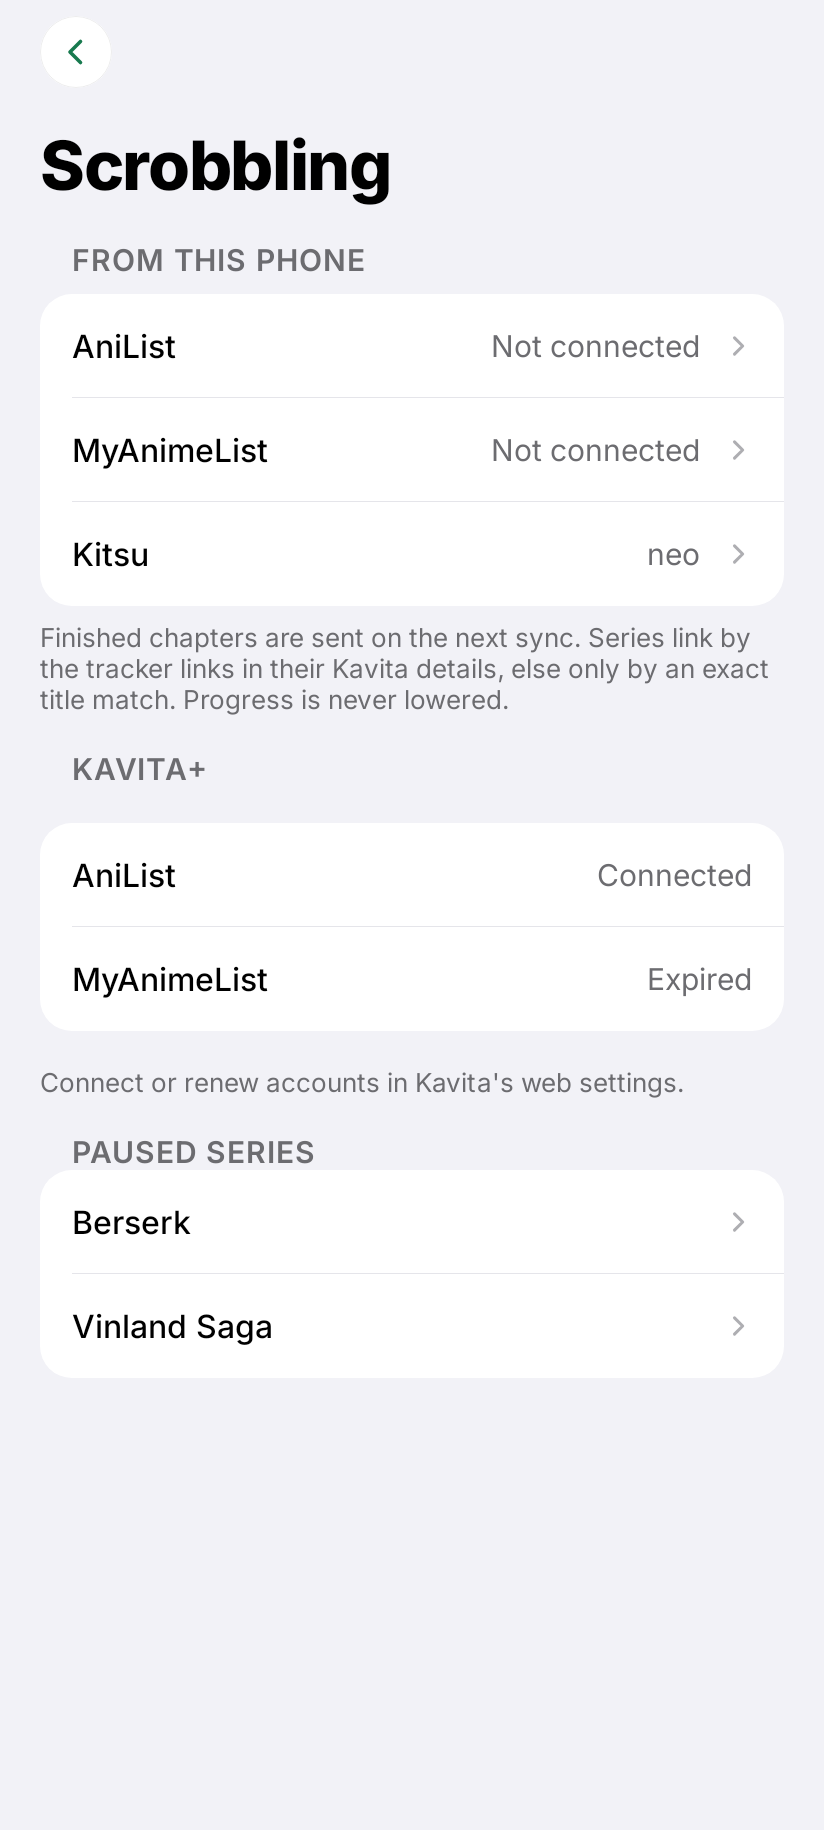 Scrobbling
FROM THIS PHONE
AniList Not connected
MyAnimeList Not connected
Kitsu neo
Finished chapters are sent on the next sync. Series link by
the tracker links in their Kavita details, else only by an exact
title match. Progress is never lowered.
KAVITA+
AniList Connected
MyAnimeList Expired
Connect or renew accounts in Kavita's web settings.
PAUSED SERIES
Berserk
Vinland Saga